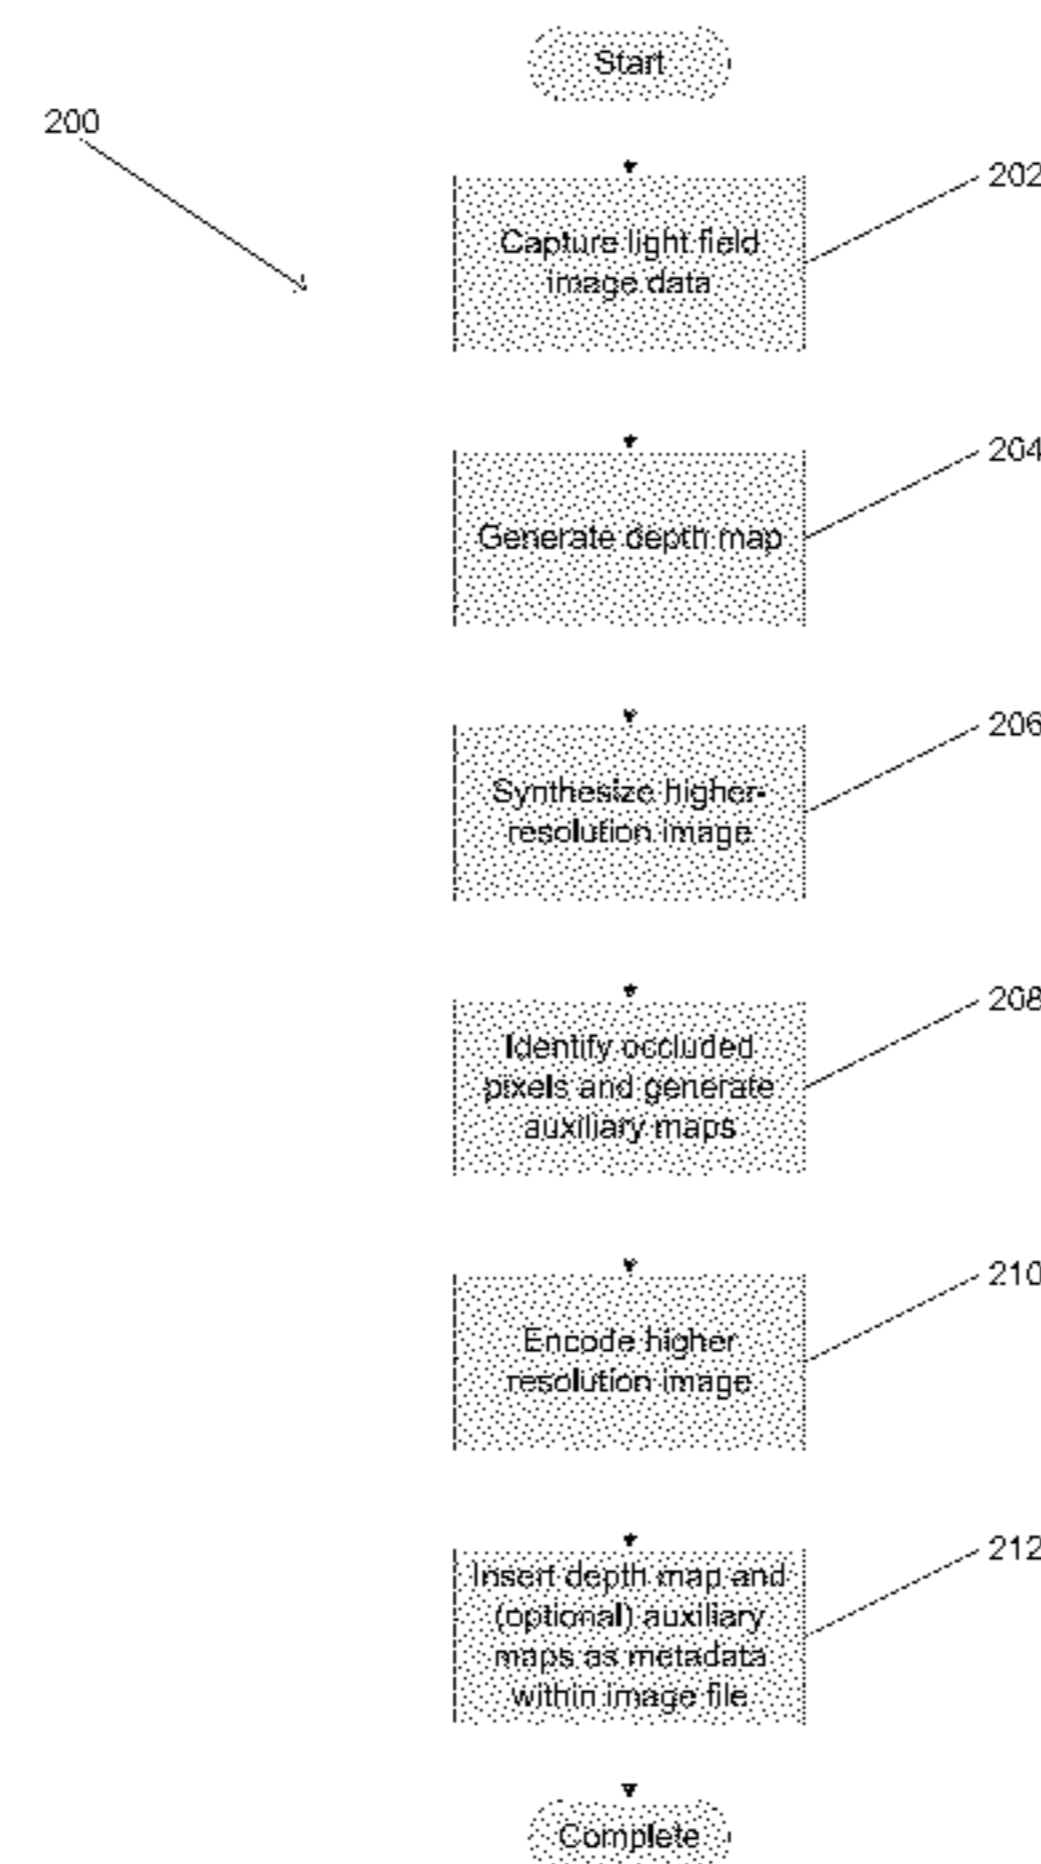 Start
200
202
Capture light field
image data
204
Generate depth map
206
Synthesize higher-
resolution image
208
Identify occluded
pixels and generate
auxiliary maps
210
Encode higher
resolution image
212
Insert depth map and
(optional) auxiliary
maps as metadata
within image file
Complete